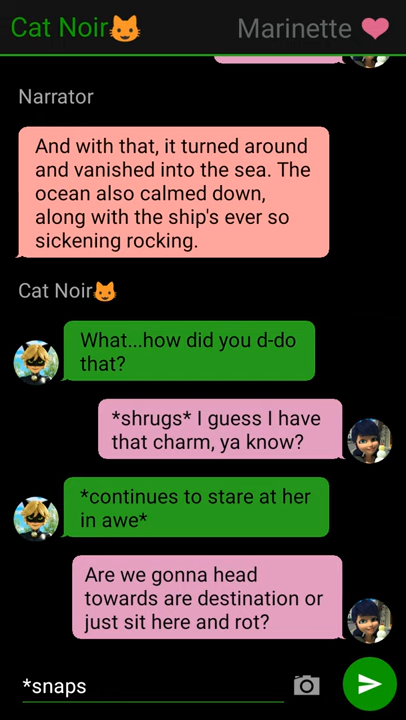 Cat Noir🐱 Marinette ❤
Narrator
And with that, it turned around
and vanished into the sea. The
ocean also calmed down,
along with the ship's ever so
sickening rocking.
Cat Noir🐱
What...how did you d-do
that?
*shrugs* I guess I have
that charm, ya know?
*continues to stare at her
in awe*
Are we gonna head
towards are destination or
just sit here and rot?
*snaps